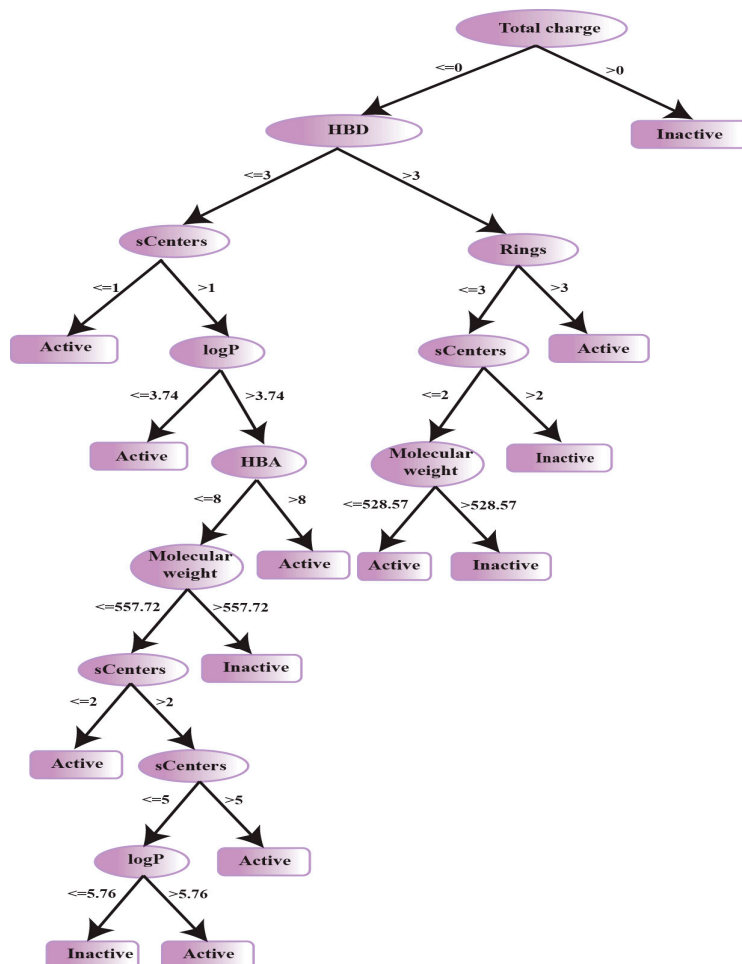 Total charge
<=0
>0
HBD
Inactive
<=3
>3
sCenters
Rings
<=1
>1
<=3
>3
Active
logP
sCenters
Active
<=3.74
>3.74
<=2
>2
Active
HBA
Molecular
weight
Inactive
<=8
>8
<=528.57
>528.57
Molecular
weight
Active
Active
Inactive
<=557.72
>557.72
sCenters
Inactive
<=2
>2
Active
sCenters
<=5
>5
logP
Active
<=5.76
>5.76
Inactive
Active